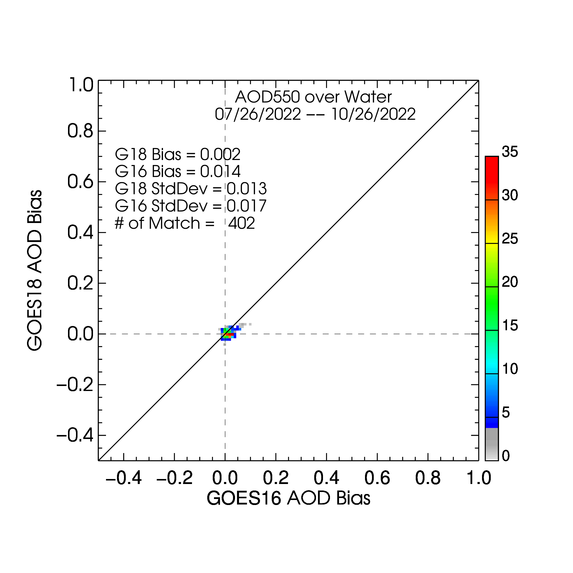 AOD550 over Water
07/26/2022 −− 10/26/2022
G18 Bias = 0.002
G16 Bias = 0.014
G18 StdDev = 0.013
G16 StdDev = 0.017
# of Match = 402
GOES18 AOD Bias
1.0
0.8
0.6
0.4
0.2
0.0
−0.2
−0.4
−0.4 −0.2 0.0 0.2 0.4 0.6 0.8 1.0
GOES16 AOD Bias
35
30
25
20
15
10
5
0